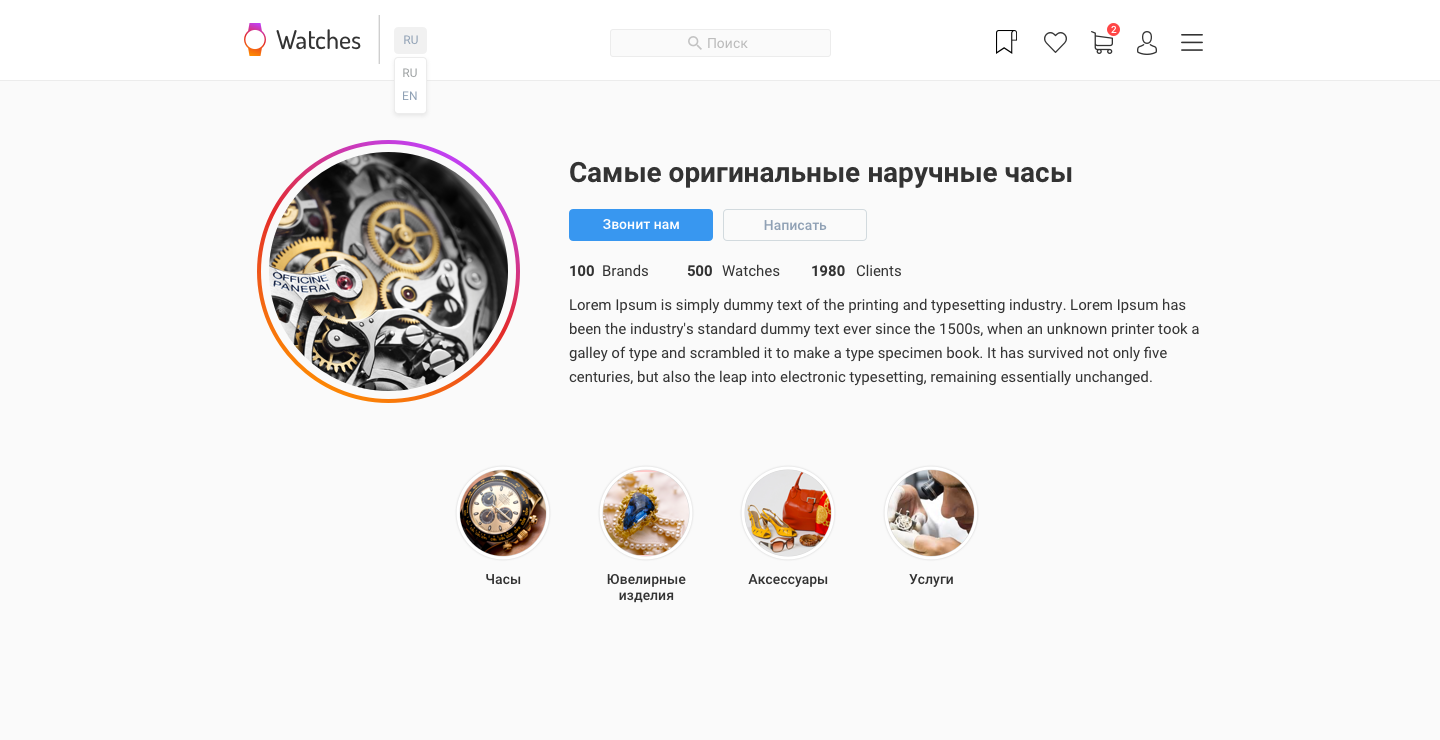 Watches
RU
RU
EN
Поиск
2
Самые оригинальные наручные часы
Звонит нам
Написать
100 Brands 500 Watches 1980 Clients
Lorem Ipsum is simply dummy text of the printing and typesetting industry. Lorem Ipsum has
been the industry's standard dummy text ever since the 1500s, when an unknown printer took a
galley of type and scrambled it to make a type specimen book. It has survived not only five
centuries, but also the leap into electronic typesetting, remaining essentially unchanged.
OFFICINE
PANERAI
Часы
Ювелирные
изделия
Аксессуары
Услуги